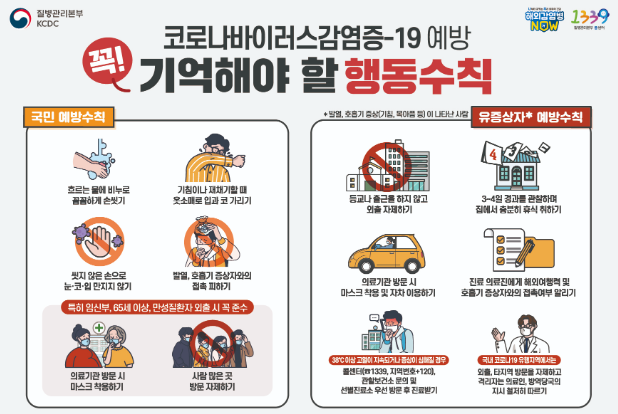 질병관리본부
KCDC
해외감염병
NOW
1339
질병관리본부 콜센터
코로나바이러스감염증-19 예방
꼭!
기억해야 할 행동수칙
국민 예방수칙
흐르는 물에 비누로
꼼꼼하게 손씻기
기침이나 재채기할 때
옷소매로 입과 코 가리기
씻지 않은 손으로
눈·코·입 만지지 않기
발열, 호흡기 증상자와의
접촉 피하기
특히 임신부, 65세 이상, 만성질환자 외출 시 꼭 준수
의료기관 방문 시
마스크 착용하기
사람 많은 곳
방문 자제하기
* 발열, 호흡기 증상(기침, 목아픔 등)이 나타난 사람
유증상자* 예방수칙
등교나 출근을 하지 않고
외출 자제하기
4
3
3~4일 경과를 관찰하며
집에서 충분히 휴식 취하기
의료기관 방문 시
마스크 착용 및 자차 이용하기
진료 의료진에게 해외여행력 및
호흡기 증상자와의 접촉여부 알리기
38℃ 이상 고열이 지속되거나 증상이 심해질 경우
콜센터(☎1339, 지역번호+120),
관할보건소 문의 및
선별진료소 우선 방문 후 진료받기
국내 코로나19 유행지역에서는
외출, 타지역 방문을 자제하고
격리자는 의료인, 방역당국의
지시 철저히 따르기